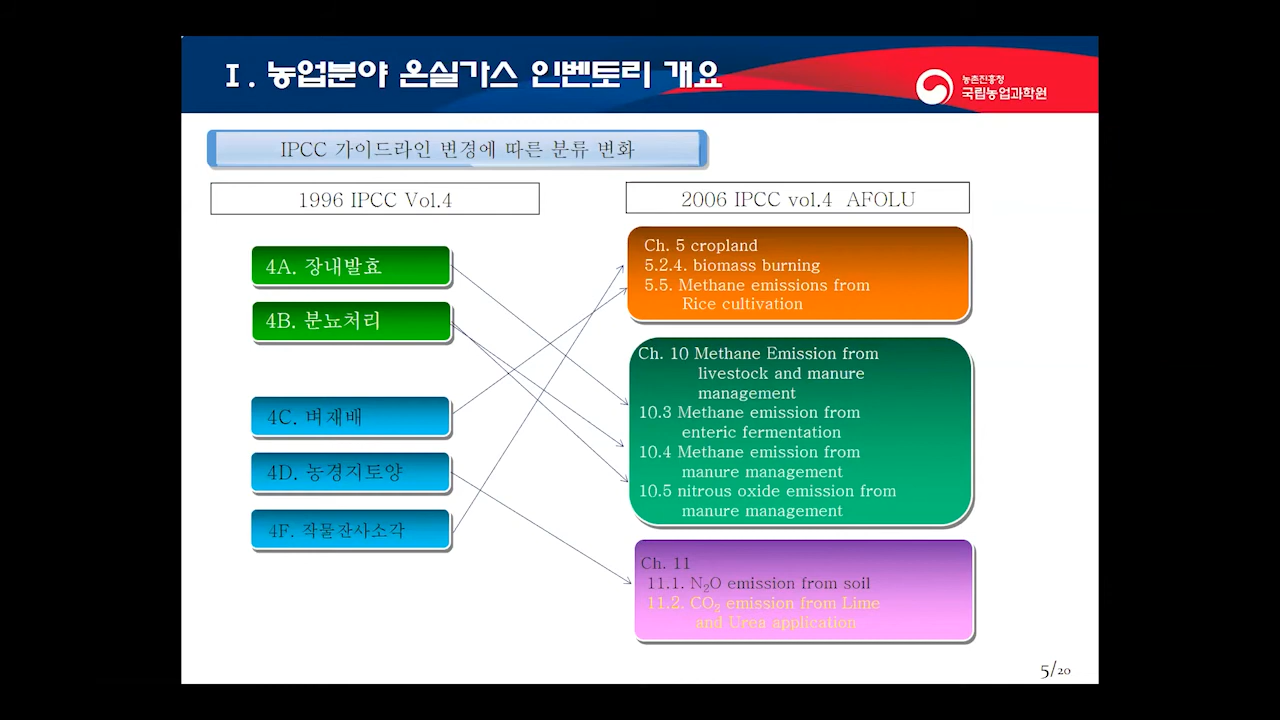 Ⅰ. 농업분야 온실가스 인벤토리 개요
농촌진흥청
국립농업과학원
IPCC 가이드라인 변경에 따른 분류 변화
1996 IPCC Vol.4
2006 IPCC vol.4 AFOLU
4A. 장내발효
4B. 분뇨처리
4C. 벼재배
4D. 농경지토양
4F. 작물잔사소각
Ch. 5 cropland
5.2.4. biomass burning
5.5. Methane emissions from
Rice cultivation
Ch. 10 Methane Emission from
livestock and manure
management
10.3 Methane emission from
enteric fermentation
10.4 Methane emission from
manure management
10.5 nitrous oxide emission from
manure management
Ch. 11
11.1. N₂O emission from soil
11.2. CO₂ emission from Lime
and Urea application
5/20